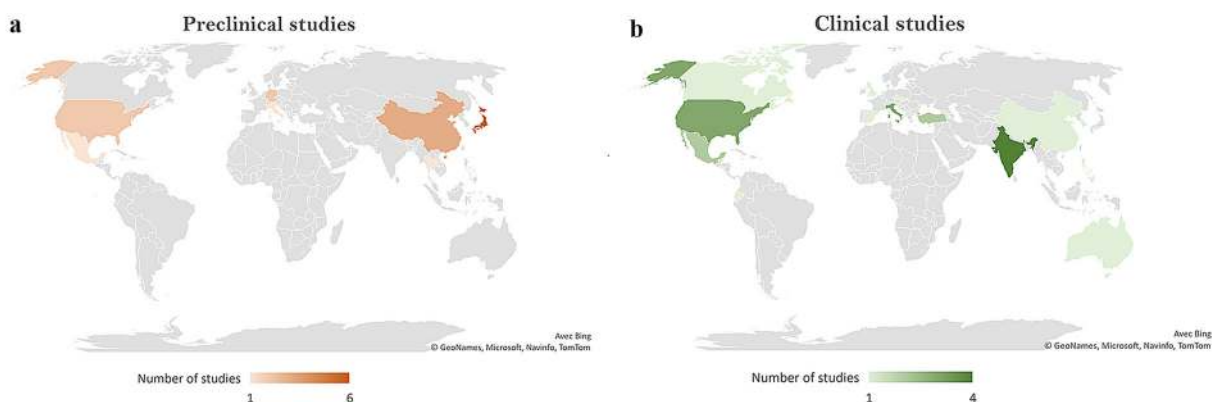 a
Preclinical studies
Avec Bing
© GeoNames, Microsoft, Navinfo, TomTom
Number of studies
1
6
b
Clinical studies
Avec Bing
© GeoNames, Microsoft, Navinfo, TomTom
Number of studies
1
4